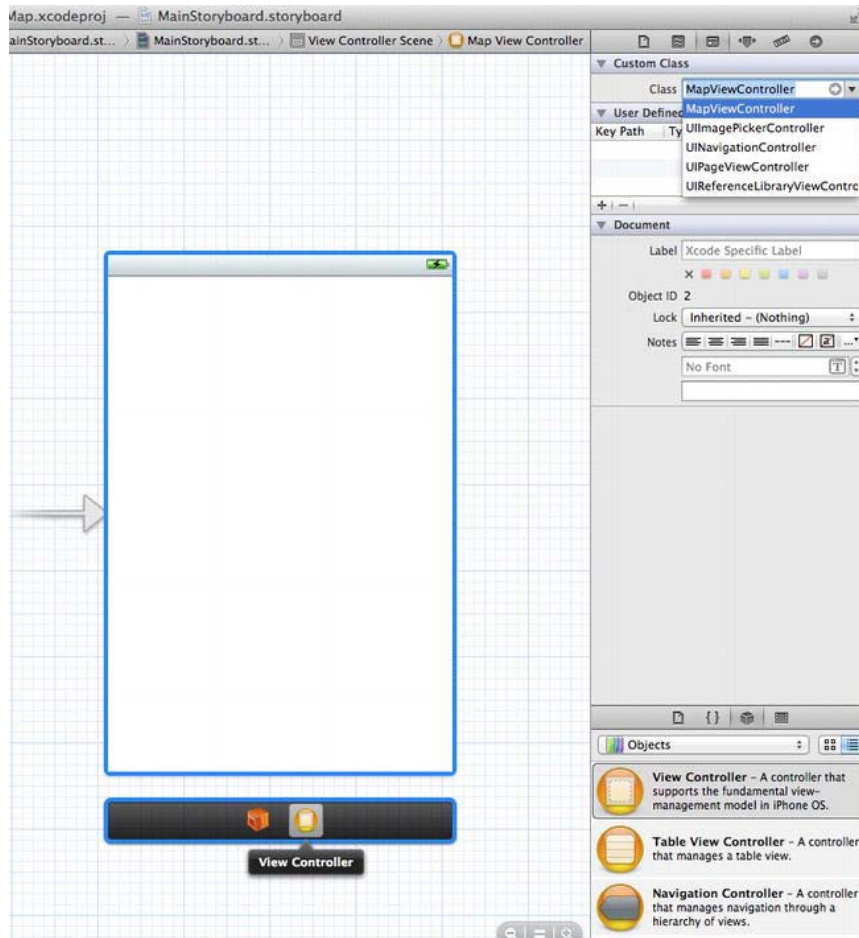 Map.xcodeproj — MainStoryboard.storyboard
ainStoryboard.st... MainStoryboard.st... View Controller Scene Map View Controller
Custom Class
Class MapViewController
MapViewController
User Defined
Key Path Ty
UIImagePickerController
UINavigationController
UIPageViewController
UIReferenceLibraryViewContro
Document
Label Xcode Specific Label
Object ID 2
Lock Inherited - (Nothing)
Notes
No Font
View Controller
Objects
View Controller - A controller that
supports the fundamental view-
management model in iPhone OS.
Table View Controller - A controller
that manages a table view.
Navigation Controller - A controller
that manages navigation through a
hierarchy of views.